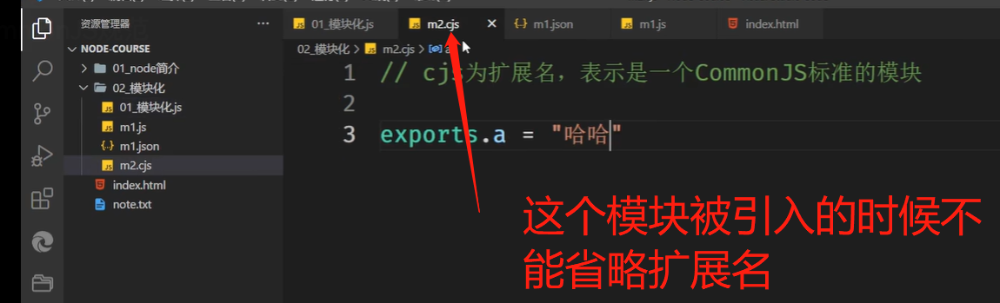 资源管理器
01_模块化.js
m2.cjs
m1.json
m1.js
index.html
NODE-COURSE
01_node简介
02_模块化
01_模块化.js
m1.js
m1.json
m2.cjs
index.html
note.txt
02_模块化 > m2.cjs > a
1 // cjs为扩展名，表示是一个CommonJS标准的模块
2
3 exports.a = "哈哈"
这个模块被引入的时候不
能省略扩展名